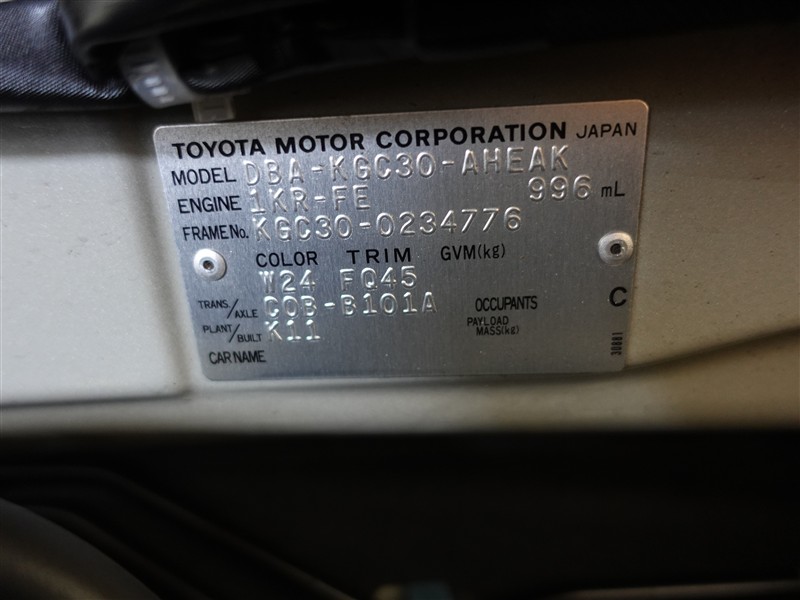 TOYOTA MOTOR CORPORATION JAPAN
MODEL DBA-KGC30-AHEAK
ENGINE 1KR-FE 996 mL
FRAME No. KGC30-0234776
COLOR TRIM GVM(kg)
W24 FQ45
TRANS./AXLE C0B-B101A OCCUPANTS C
PLANT/BUILT K11 PAYLOAD MASS(kg)
CAR NAME
30881